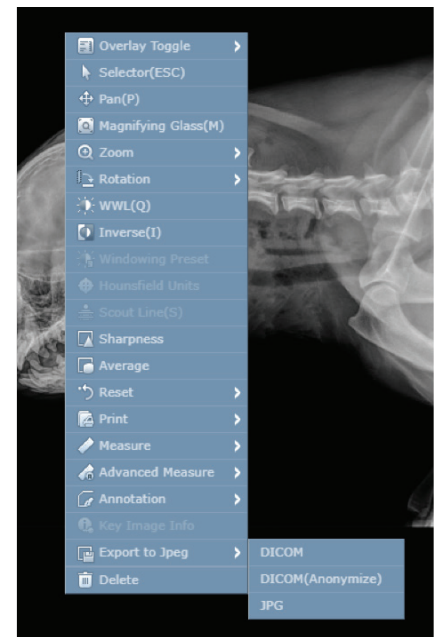 Overlay Toggle
Selector(ESC)
Pan(P)
Magnifying Glass(M)
Zoom
Rotation
WWL(Q)
Inverse(I)
Windowing Preset
Hounsfield Units
Scout Line(S)
Sharpness
Average
Reset
Print
Measure
Advanced Measure
Annotation
Key Image Info
Export to Jpeg
DICOM
Delete
DICOM(Anonymize)
JPG